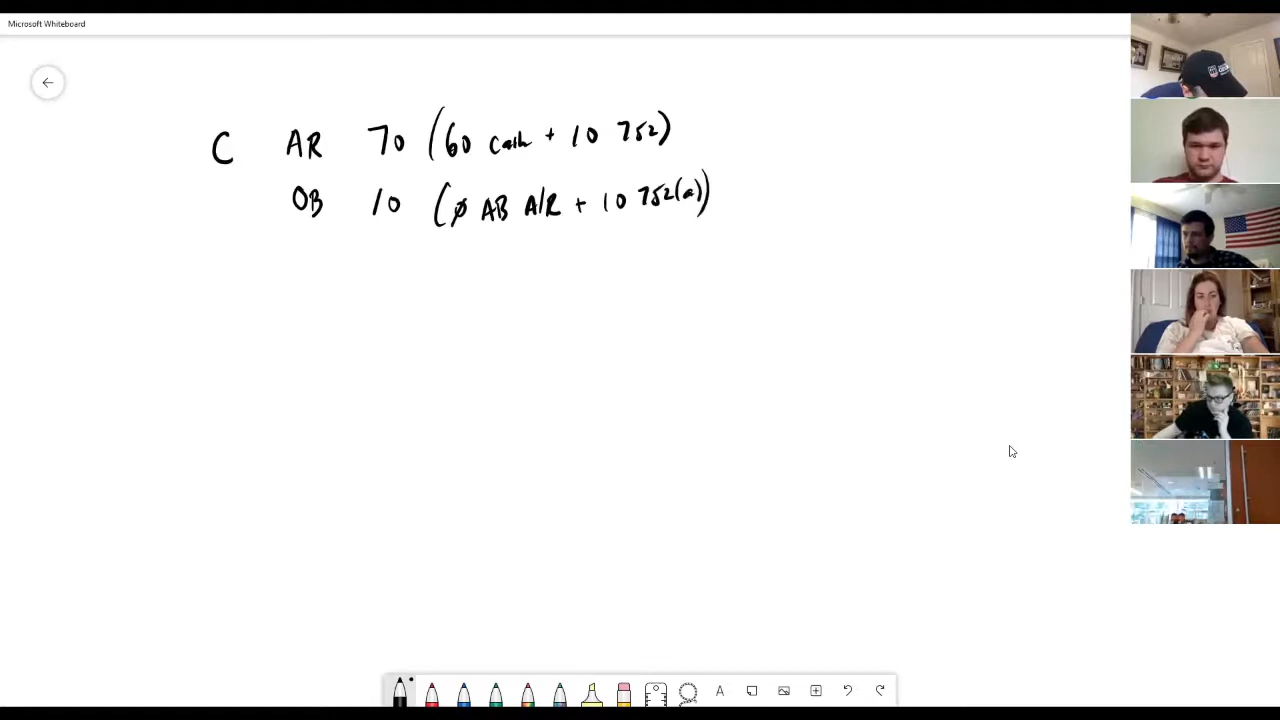 Microsoft Whiteboard
C AR 70 (60 cash + 10 752)
OB 10 (∅ AB A/R + 10 752(a))
A